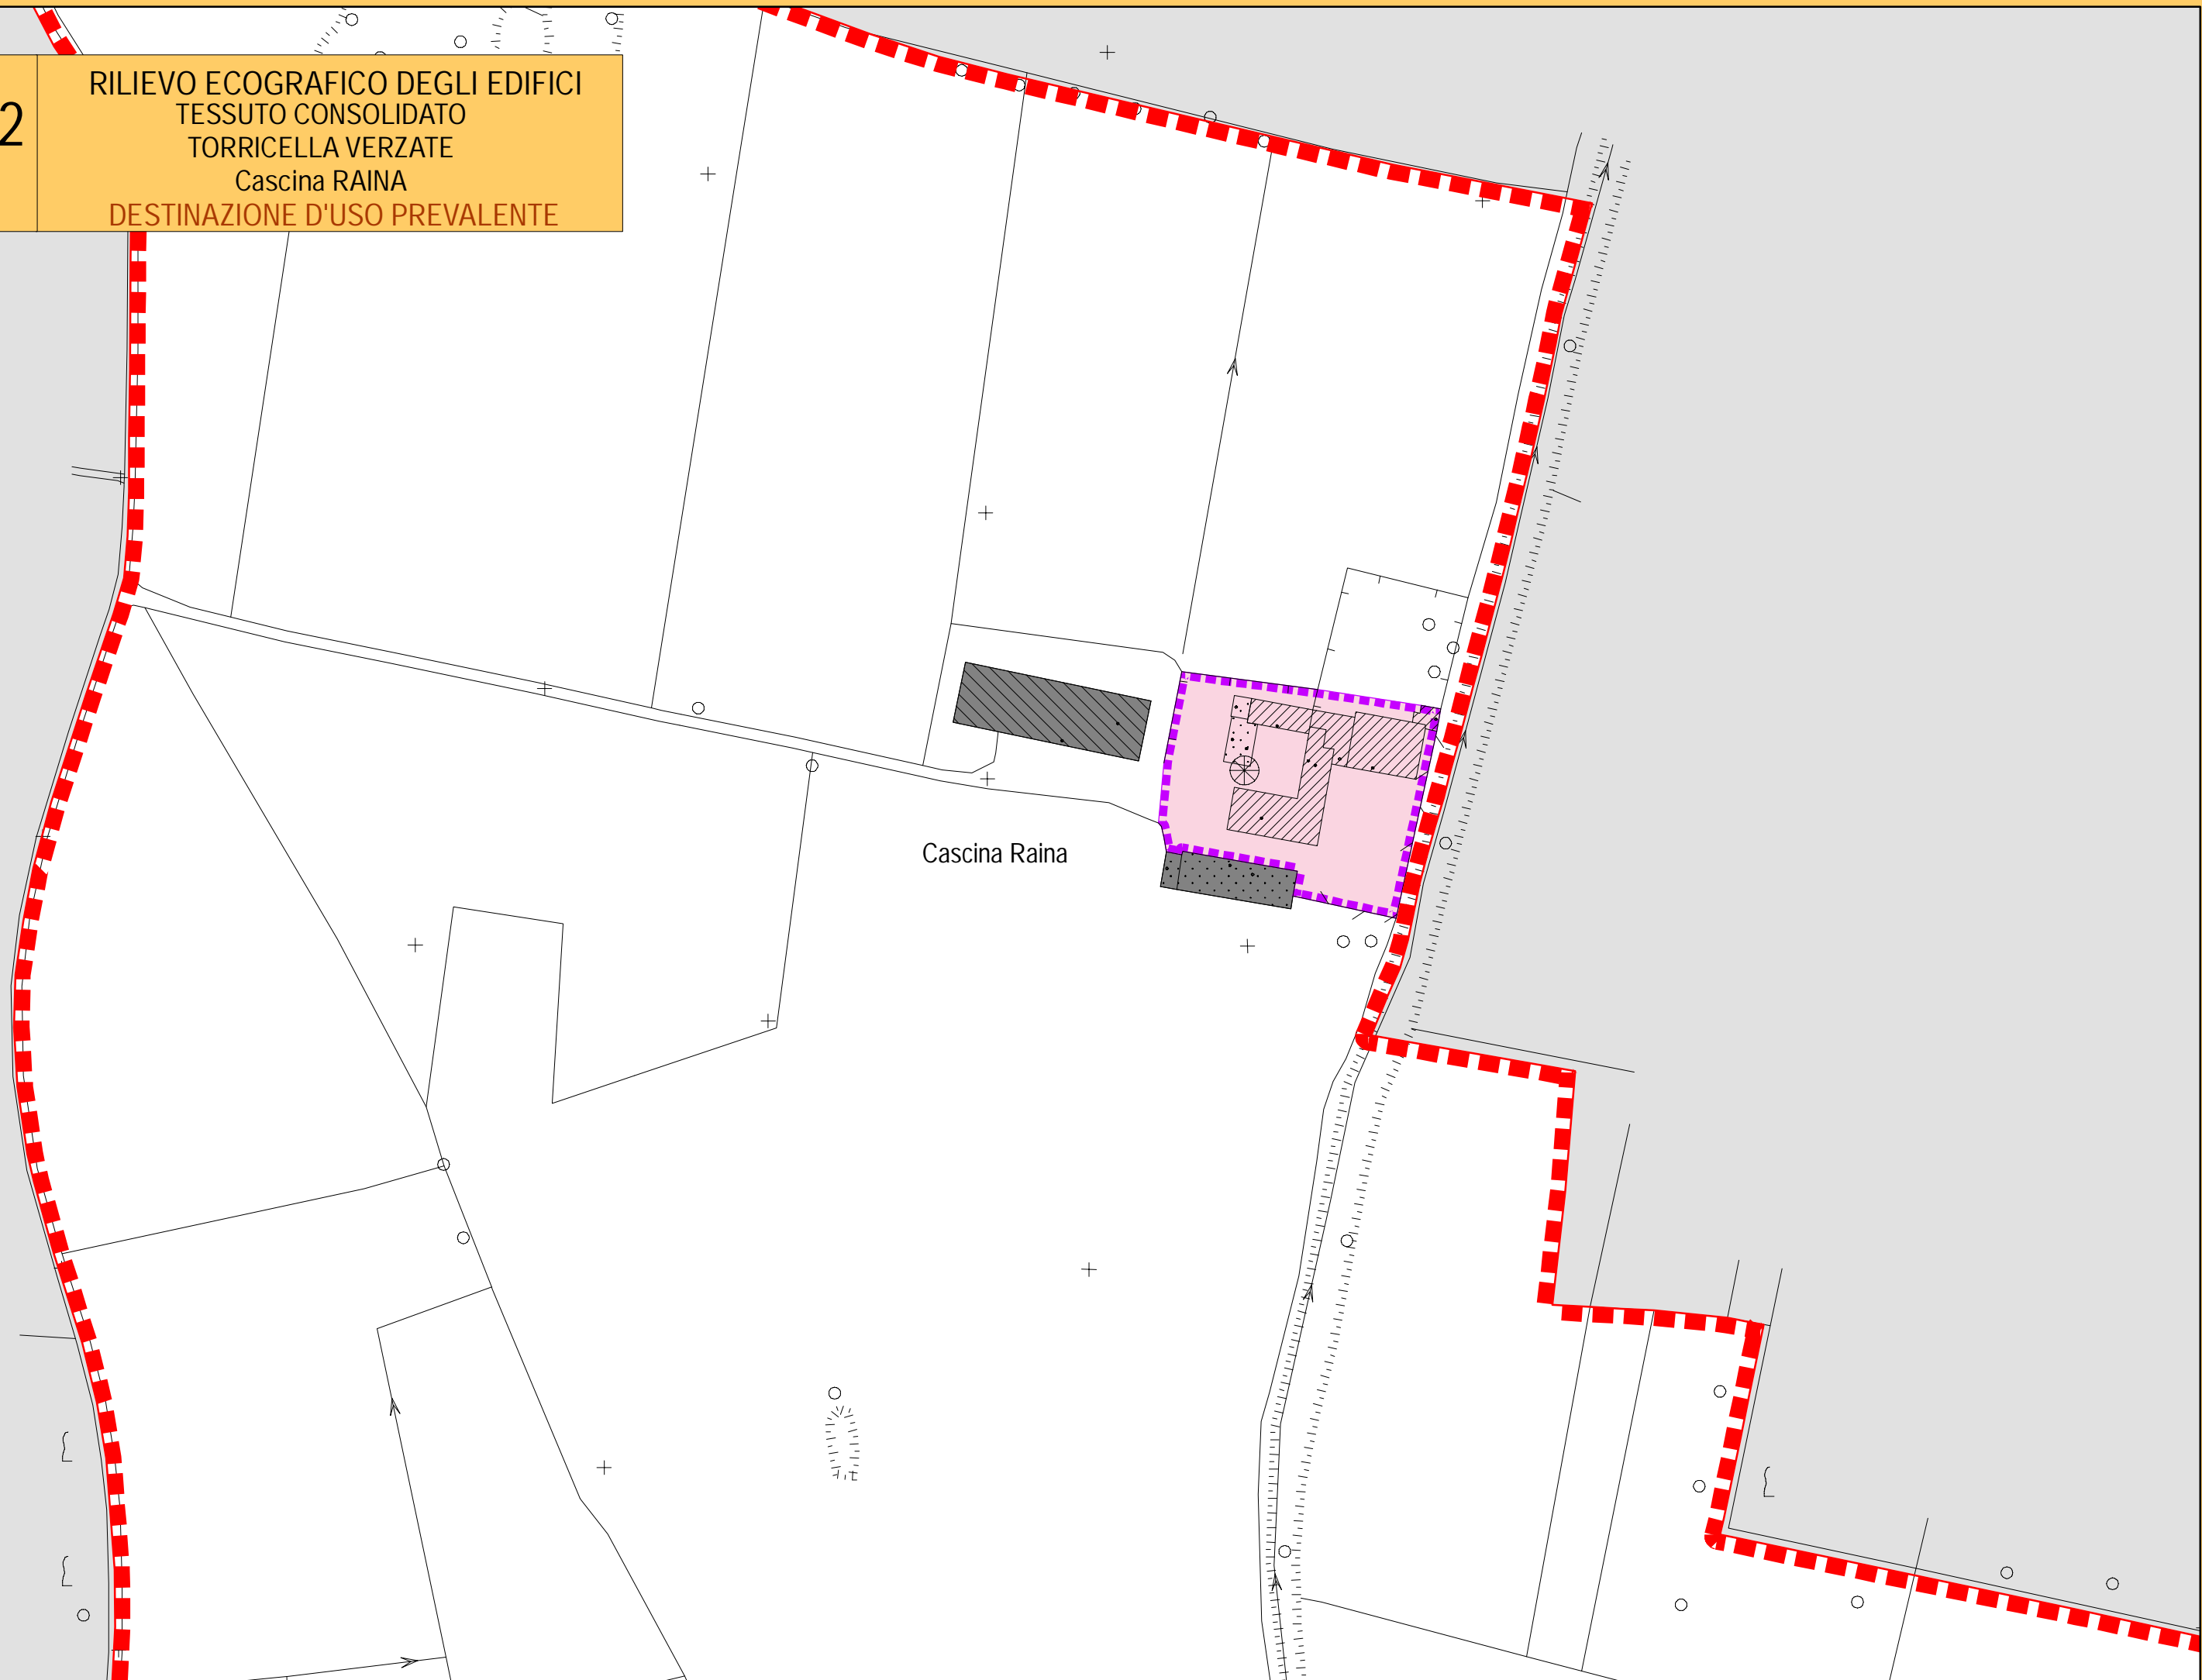 2
RILIEVO ECOGRAFICO DEGLI EDIFICI
TESSUTO CONSOLIDATO
TORRICELLA VERZATE
Cascina RAINA
DESTINAZIONE D'USO PREVALENTE
Cascina Raina